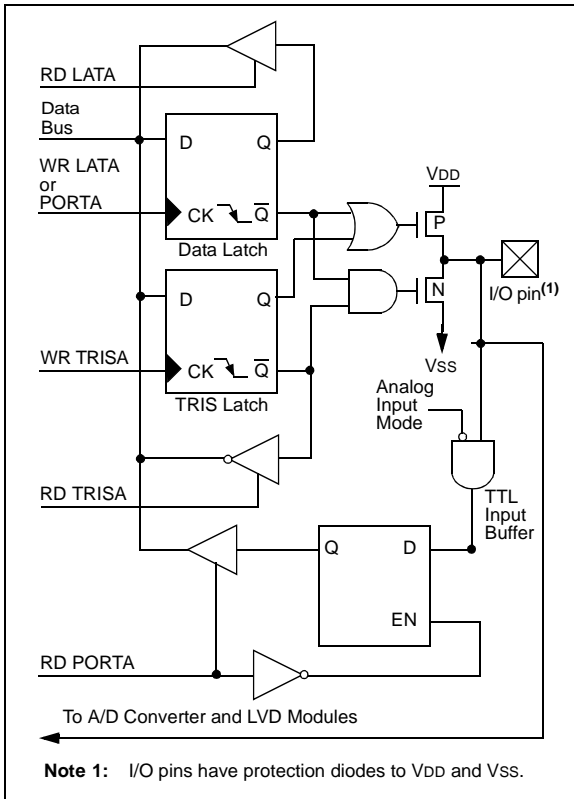 RD LATA
Data
Bus
D
Q
WR LATA
or
PORTA
CK
Q
Data Latch
VDD
P
N
I/O pin(1)
D
Q
WR TRISA
CK
Q
TRIS Latch
VSS
Analog
Input
Mode
TTL
Input
Buffer
RD TRISA
Q
D
EN
RD PORTA
To A/D Converter and LVD Modules
Note 1: I/O pins have protection diodes to VDD and VSS.